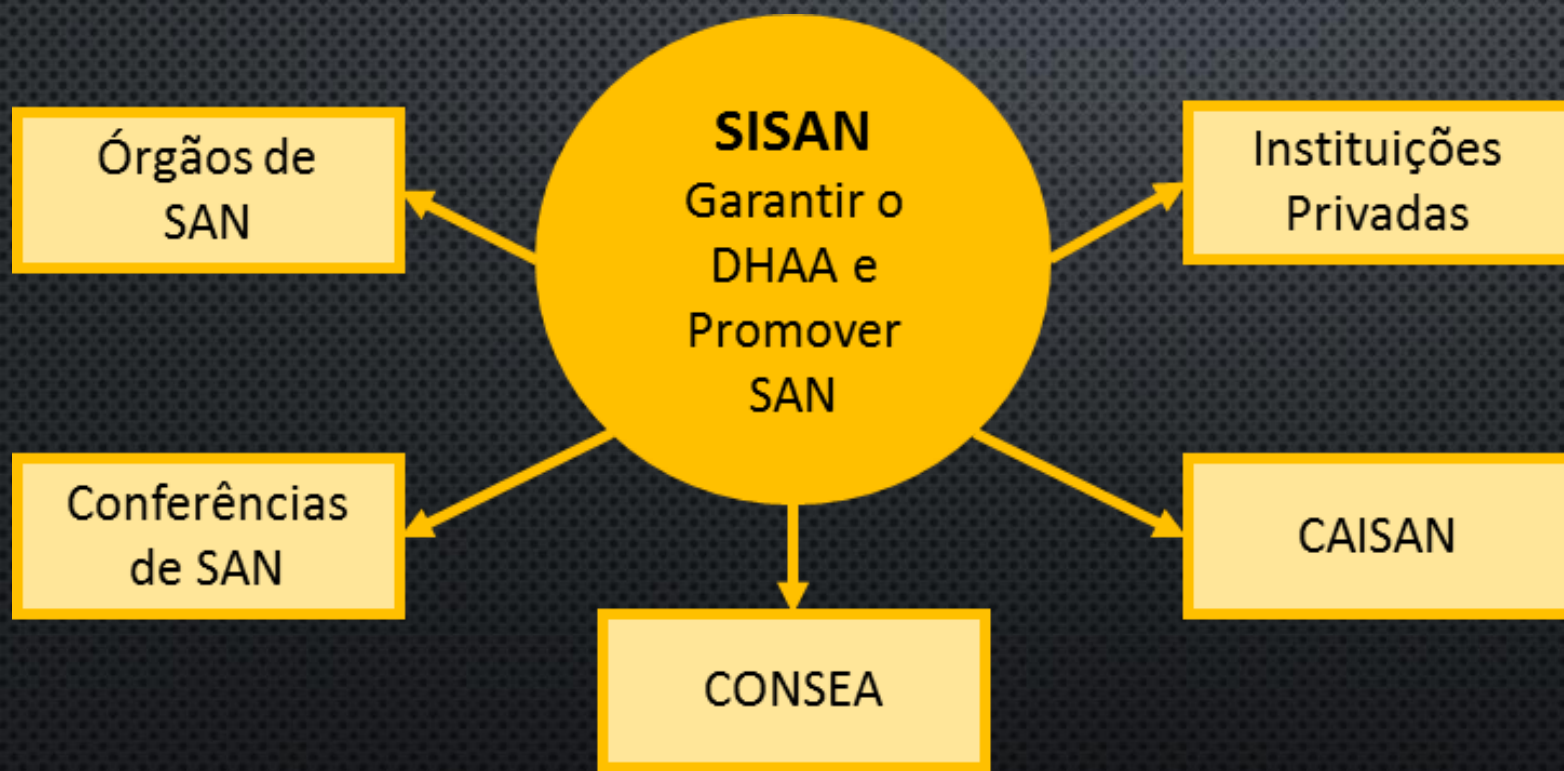 SISAN
Garantir o
DHAA e
Promover
SAN
Órgãos de
SAN
Instituições
Privadas
Conferências
de SAN
CAISAN
CONSEA